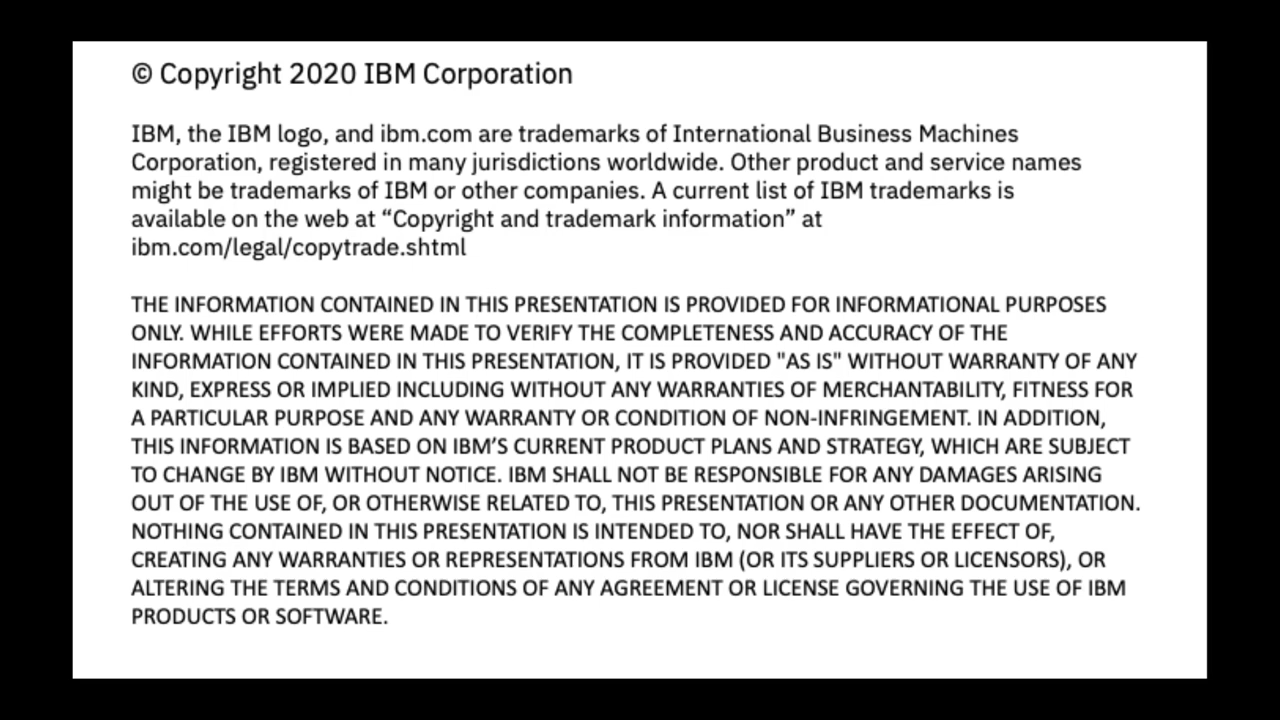 © Copyright 2020 IBM Corporation
IBM, the IBM logo, and ibm.com are trademarks of International Business Machines
Corporation, registered in many jurisdictions worldwide. Other product and service names
might be trademarks of IBM or other companies. A current list of IBM trademarks is
available on the web at “Copyright and trademark information” at
ibm.com/legal/copytrade.shtml
THE INFORMATION CONTAINED IN THIS PRESENTATION IS PROVIDED FOR INFORMATIONAL PURPOSES
ONLY. WHILE EFFORTS WERE MADE TO VERIFY THE COMPLETENESS AND ACCURACY OF THE
INFORMATION CONTAINED IN THIS PRESENTATION, IT IS PROVIDED "AS IS" WITHOUT WARRANTY OF ANY
KIND, EXPRESS OR IMPLIED INCLUDING WITHOUT ANY WARRANTIES OF MERCHANTABILITY, FITNESS FOR
A PARTICULAR PURPOSE AND ANY WARRANTY OR CONDITION OF NON-INFRINGEMENT. IN ADDITION,
THIS INFORMATION IS BASED ON IBM’S CURRENT PRODUCT PLANS AND STRATEGY, WHICH ARE SUBJECT
TO CHANGE BY IBM WITHOUT NOTICE. IBM SHALL NOT BE RESPONSIBLE FOR ANY DAMAGES ARISING
OUT OF THE USE OF, OR OTHERWISE RELATED TO, THIS PRESENTATION OR ANY OTHER DOCUMENTATION.
NOTHING CONTAINED IN THIS PRESENTATION IS INTENDED TO, NOR SHALL HAVE THE EFFECT OF,
CREATING ANY WARRANTIES OR REPRESENTATIONS FROM IBM (OR ITS SUPPLIERS OR LICENSORS), OR
ALTERING THE TERMS AND CONDITIONS OF ANY AGREEMENT OR LICENSE GOVERNING THE USE OF IBM
PRODUCTS OR SOFTWARE.